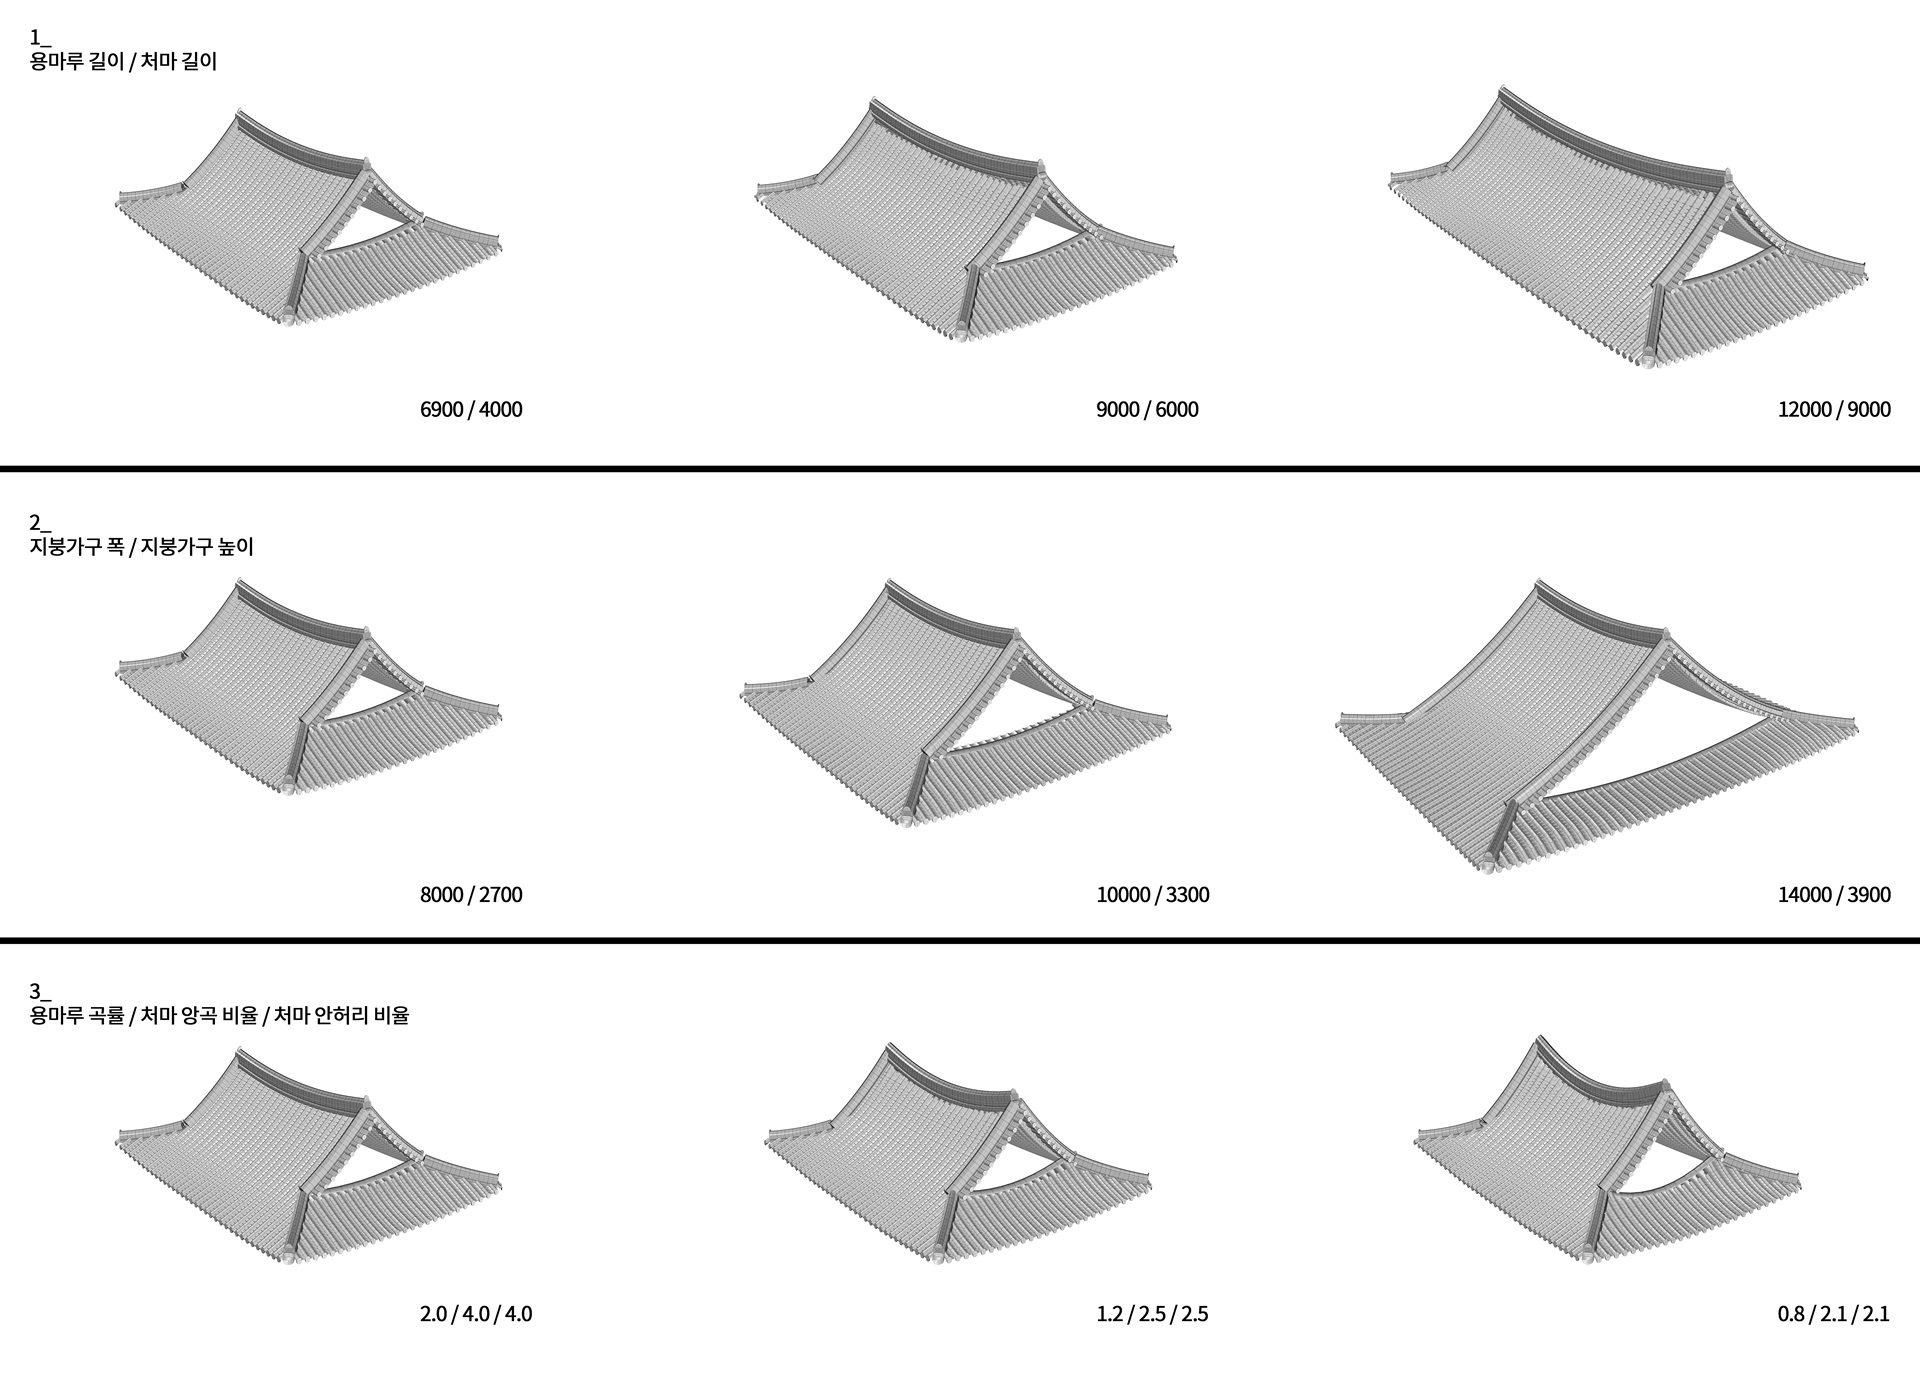 1_
용마루 길이 / 처마 길이
6900 / 4000
9000 / 6000
12000 / 9000
2_
지붕가구 폭 / 지붕가구 높이
8000 / 2700
10000 / 3300
14000 / 3900
3_
용마루 곡률 / 처마 앙곡 비율 / 처마 안허리 비율
2.0 / 4.0 / 4.0
1.2 / 2.5 / 2.5
0.8 / 2.1 / 2.1